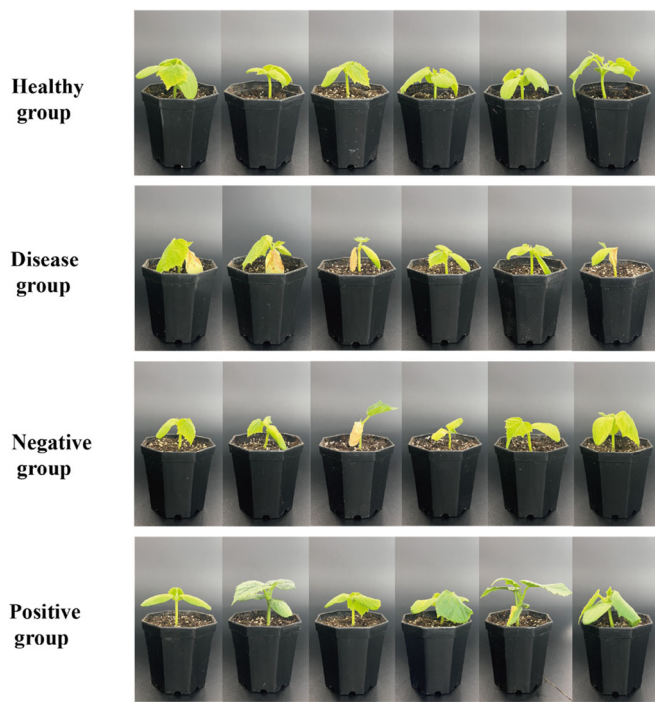 Healthy
group
Disease
group
Negative
group
Positive
group